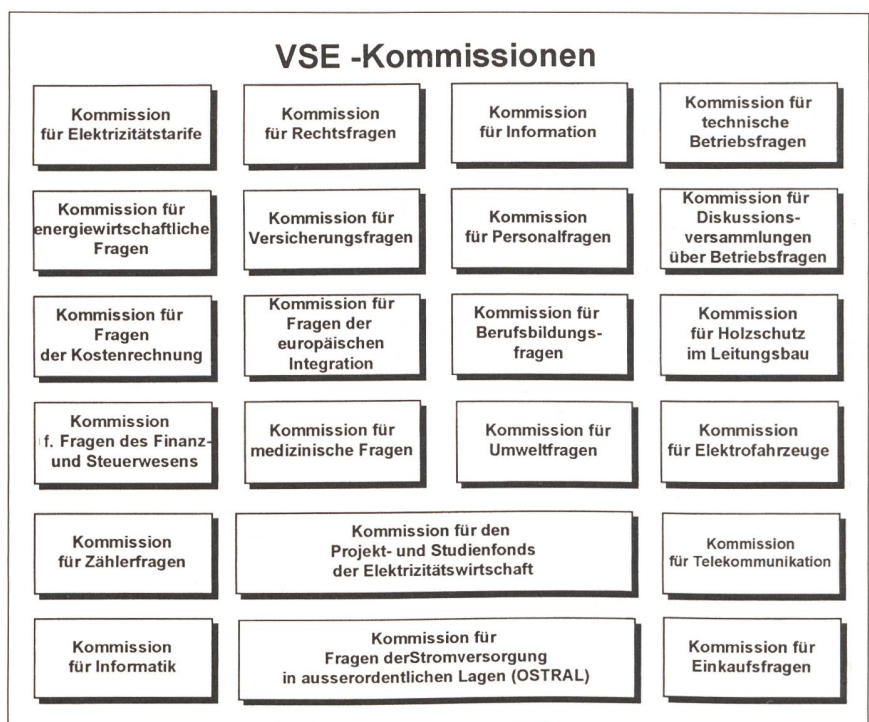 VSE -Kommissionen
Kommission
für Elektrizitätstarife
Kommission
für Rechtsfragen
Kommission
für Information
Kommission für
technische
Betriebsfragen
Kommission für
energiewirtschaftliche
Fragen
Kommission für
Versicherungsfragen
Kommission
für Personalfragen
Kommission für
Diskussions-
versammlungen
über Betriebsfragen
Kommission für
Fragen
der Kostenrechnung
Kommission für
Fragen der
europäischen
Integration
Kommission für
Berufsbildungs-
fragen
Kommission
für Holzschutz
im Leitungsbau
Kommission
f. Fragen des Finanz-
und Steuerwesens
Kommission für
medizinische Fragen
Kommission für
Umweltfragen
Kommission
für Elektrofahrzeuge
Kommission
für Zählerfragen
Kommission für den
Projekt- und Studienfonds
der Elektrizitätswirtschaft
Kommission
für Telekommunikation
Kommission
für Informatik
Kommission für
Fragen derStromversorgung
in ausserordentlichen Lagen (OSTRAL)
Kommission für
Einkaufsfragen